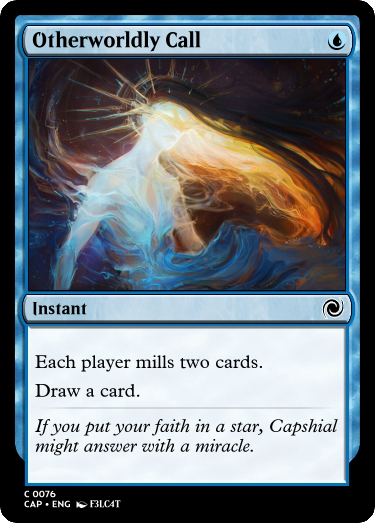 Otherworldly Call
Instant
Each player mills two cards.
Draw a card.
If you put your faith in a star, Capshial
might answer with a miracle.
C 0076
CAP • ENG F3LC4T